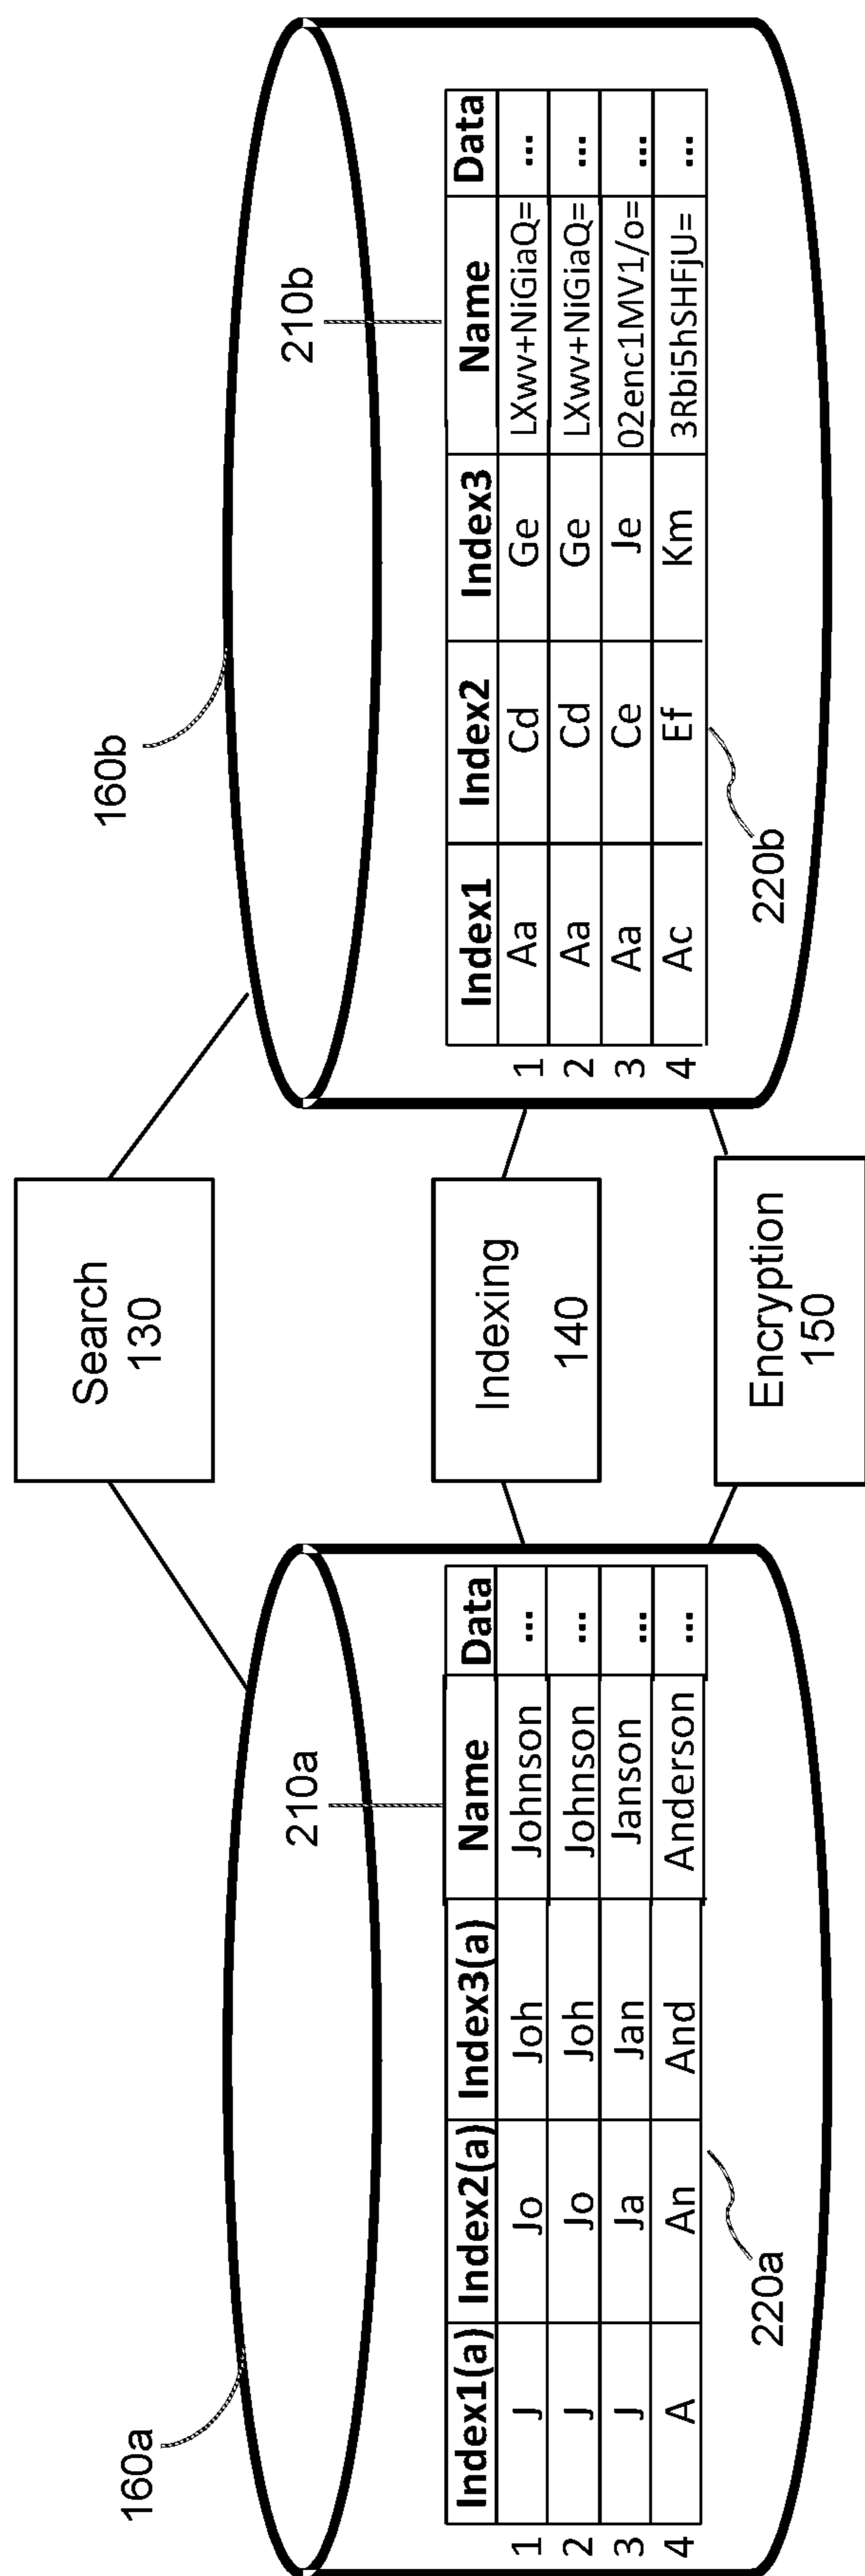 160a
210a
Index1(a) Index2(a) Index3(a) Name Data
1 J Jo Joh Johnson ...
2 J Jo Joh Johnson ...
3 J Ja Jan Janson ...
4 A An And Anderson ...
220a
Search
130
Indexing
140
Encryption
150
160b
210b
Index1 Index2 Index3 Name Data
1 Aa Cd Ge LXwv+NiGiaQ= ...
2 Aa Cd Ge LXwv+NiGiaQ= ...
3 Aa Ce Je 02enc1MV1/o= ...
4 Ac Ef Km 3Rbi5hSHFjU= ...
220b